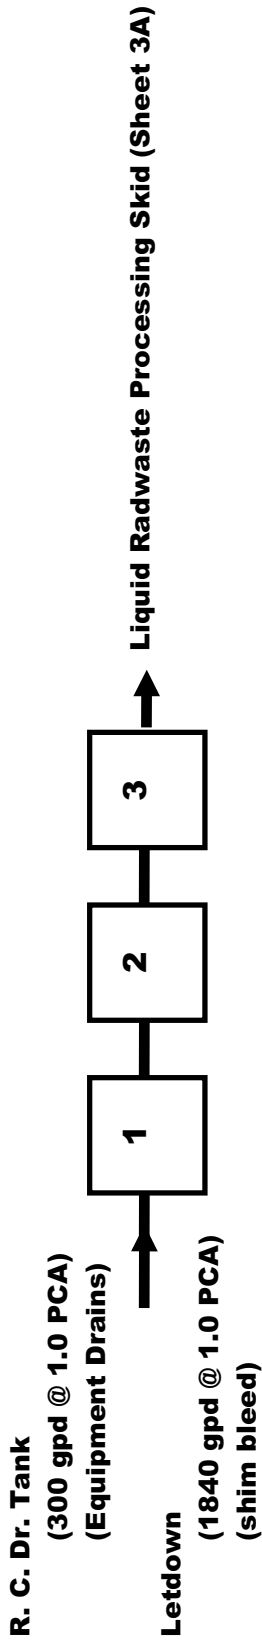 R. C. Dr. Tank
(300 gpd @ 1.0 PCA)
(Equipment Drains)
Letdown
(1840 gpd @ 1.0 PCA)
(shim bleed)
1
2
3
Liquid Radwaste Processing Skid (Sheet 3A)